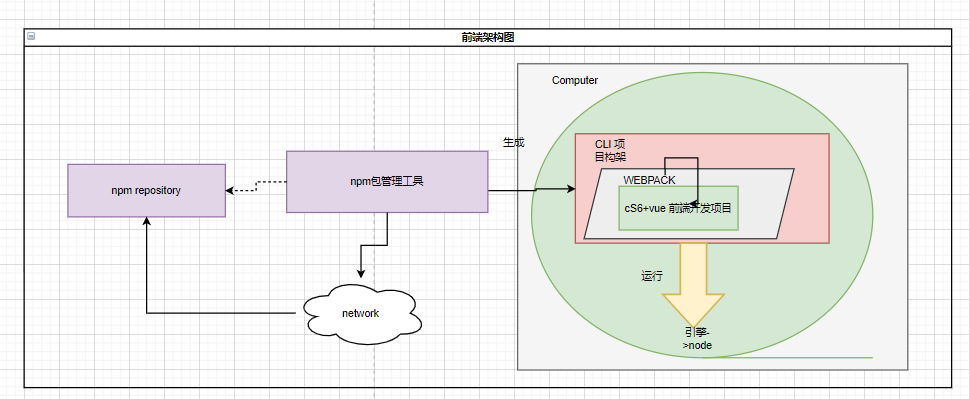 前端架构图
Computer
生成
CLI 项
目构架
npm repository
npm包管理工具
WEBPACK
cS6+vue 前端开发项目
运行
network
引擎-
>node